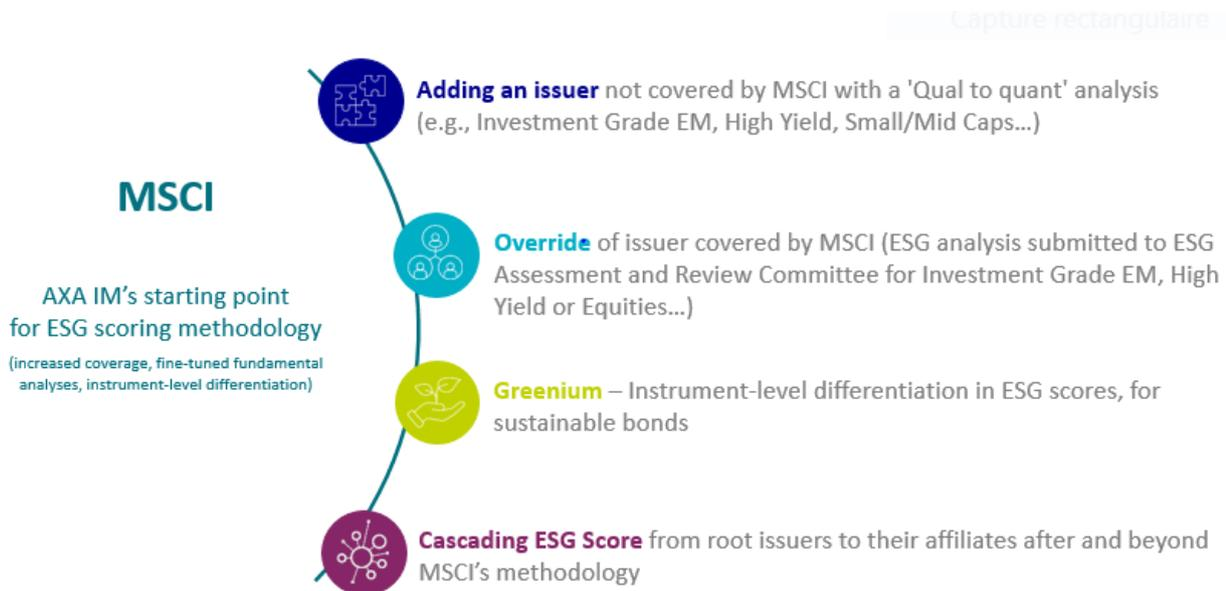 Capture rectangulaire
Adding an issuer not covered by MSCI with a 'Qual to quant' analysis
(e.g., Investment Grade EM, High Yield, Small/Mid Caps…)
MSCI
Override of issuer covered by MSCI (ESG analysis submitted to ESG
Assessment and Review Committee for Investment Grade EM, High
Yield or Equities…)
AXA IM’s starting point
for ESG scoring methodology
(increased coverage, fine-tuned fundamental
analyses, instrument-level differentiation)
Greenium – Instrument-level differentiation in ESG scores, for
sustainable bonds
Cascading ESG Score from root issuers to their affiliates after and beyond
MSCI’s methodology